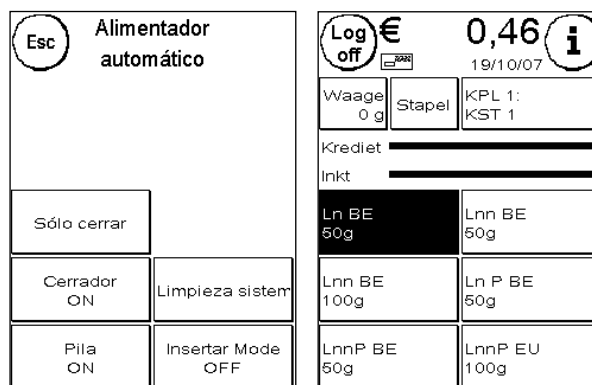 Esc
Alimentador
automático
Sólo cerrar
Cerrador
ON
Limpieza sistem
Pila
ON
Insertar Mode
OFF
Log
off
€ 0,46
i
19/10/07
Waage
0 g
Stapel
KPL 1:
KST 1
Krediet
Inkt
Ln BE
50g
Lnn BE
50g
Lnn BE
100g
Ln P BE
50g
LnnP BE
50g
LnnP EU
100g